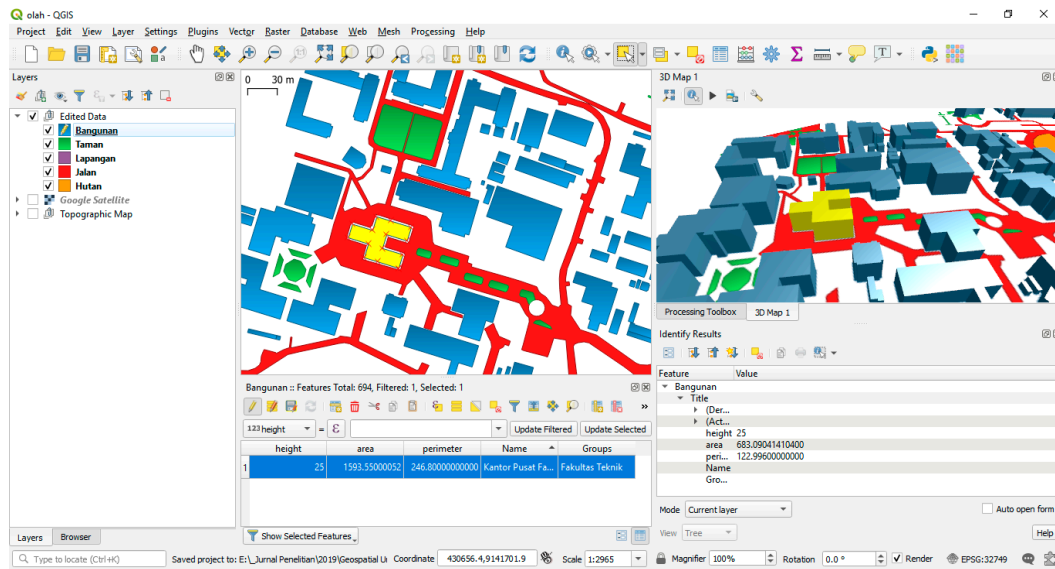 olah - QGIS
Project Edit View Layer Settings Plugins Vector Raster Database Web Mesh Processing Help
Layers
Edited Data
Bangunan
Taman
Lapangan
Jalan
Hutan
Google Satellite
Topographic Map
Layers Browser
0 30 m
Bangunan :: Features Total: 694, Filtered: 1, Selected: 1
123 height = ε Update Filtered Update Selected
height area perimeter Name Groups
1 25 1593.55000052 246.80000000000 Kantor Pusat Fa... Fakultas Teknik
Show Selected Features
3D Map 1
Processing Toolbox 3D Map 1
Identify Results
Feature Value
Bangunan
Title
(Der...
(Act...
height 25
area 683.09041410400
peri... 122.99600000000
Name
Gro...
Mode Current layer Auto open form
View Tree Help
Type to locate (Ctrl+K) Saved project to: E:\_Jurnal Penelitian\2019\Geospatial Ur Coordinate 430656.4,9141701.9 Scale 1:2965 Magnifier 100% Rotation 0.0 ° Render EPSG:32749